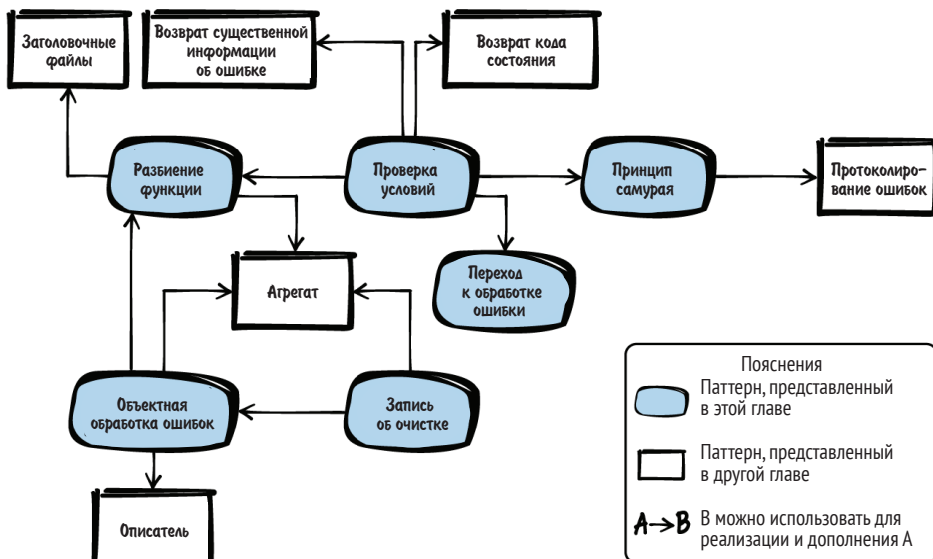 Заголовочные
файлы
Возврат существенной
информации
об ошибке
Возврат кода
состояния
Разбиение
функции
Проверка
условий
Принцип
самурая
Протоколиро-
вание ошибок
Агрегат
Переход
к обработке
ошибки
Объектная
обработка ошибок
Запись
об очистке
Описатель
Пояснения
Паттерн, представленный
в этой главе
Паттерн, представленный
в другой главе
A→B В можно использовать для
реализации и дополнения А